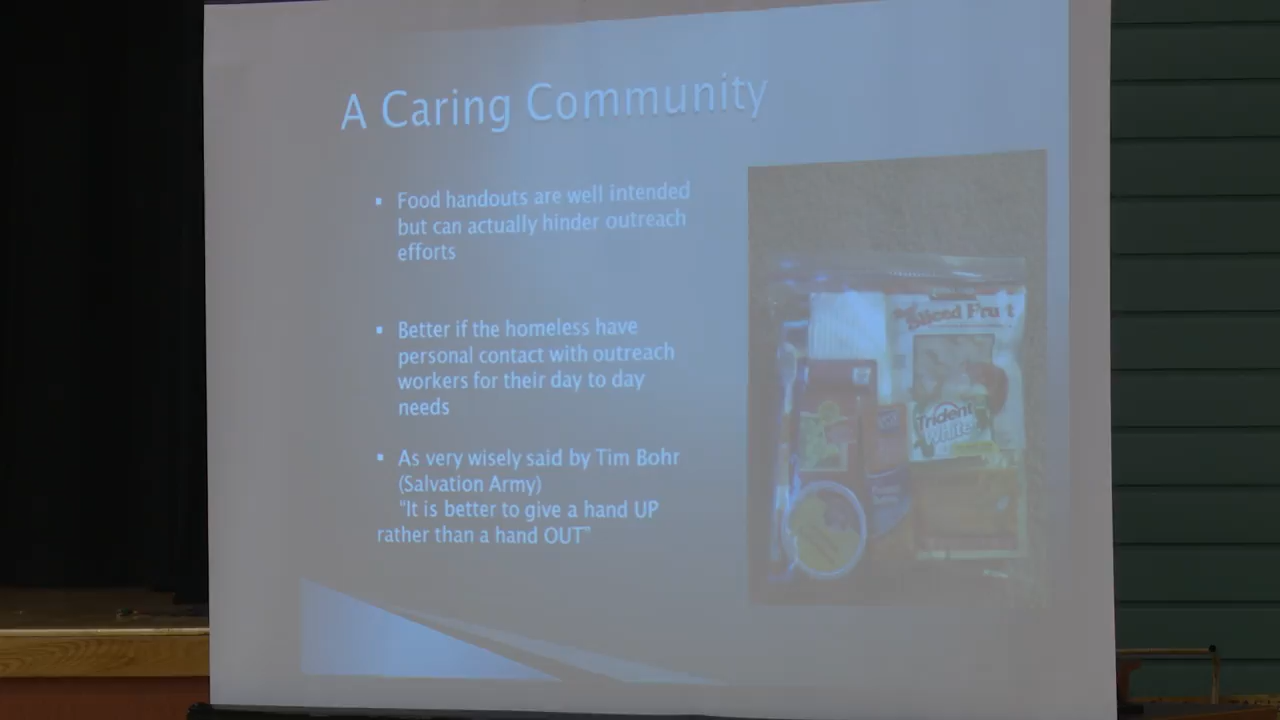 A Caring Community
▪ Food handouts are well intended
but can actually hinder outreach
efforts
▪ Better if the homeless have
personal contact with outreach
workers for their day to day
needs
▪ As very wisely said by Tim Bohr
(Salvation Army)
"It is better to give a hand UP
rather than a hand OUT"
Sliced Fruit
Trident
White